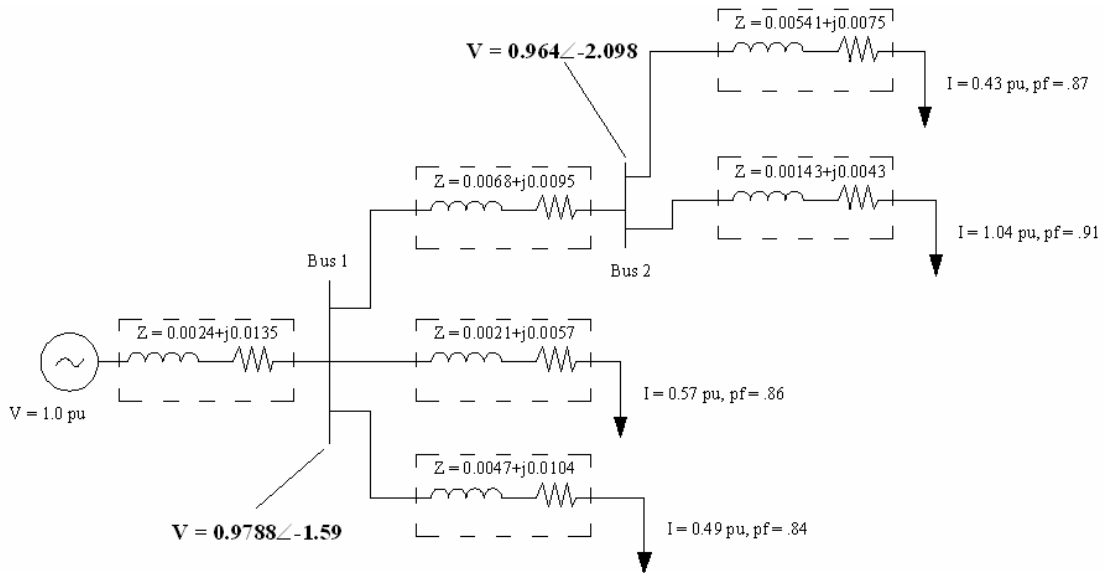 Z = 0.00541+j0.0075
V = 0.964∠-2.098
I = 0.43 pu, pf = .87
Z = 0.0068+j0.0095
Z = 0.00143+j0.0043
I = 1.04 pu, pf = .91
Bus 1
Bus 2
Z = 0.0024+j0.0135
Z = 0.0021+j0.0057
V = 1.0 pu
I = 0.57 pu, pf = .86
Z = 0.0047+j0.0104
V = 0.9788∠-1.59
I = 0.49 pu, pf = .84